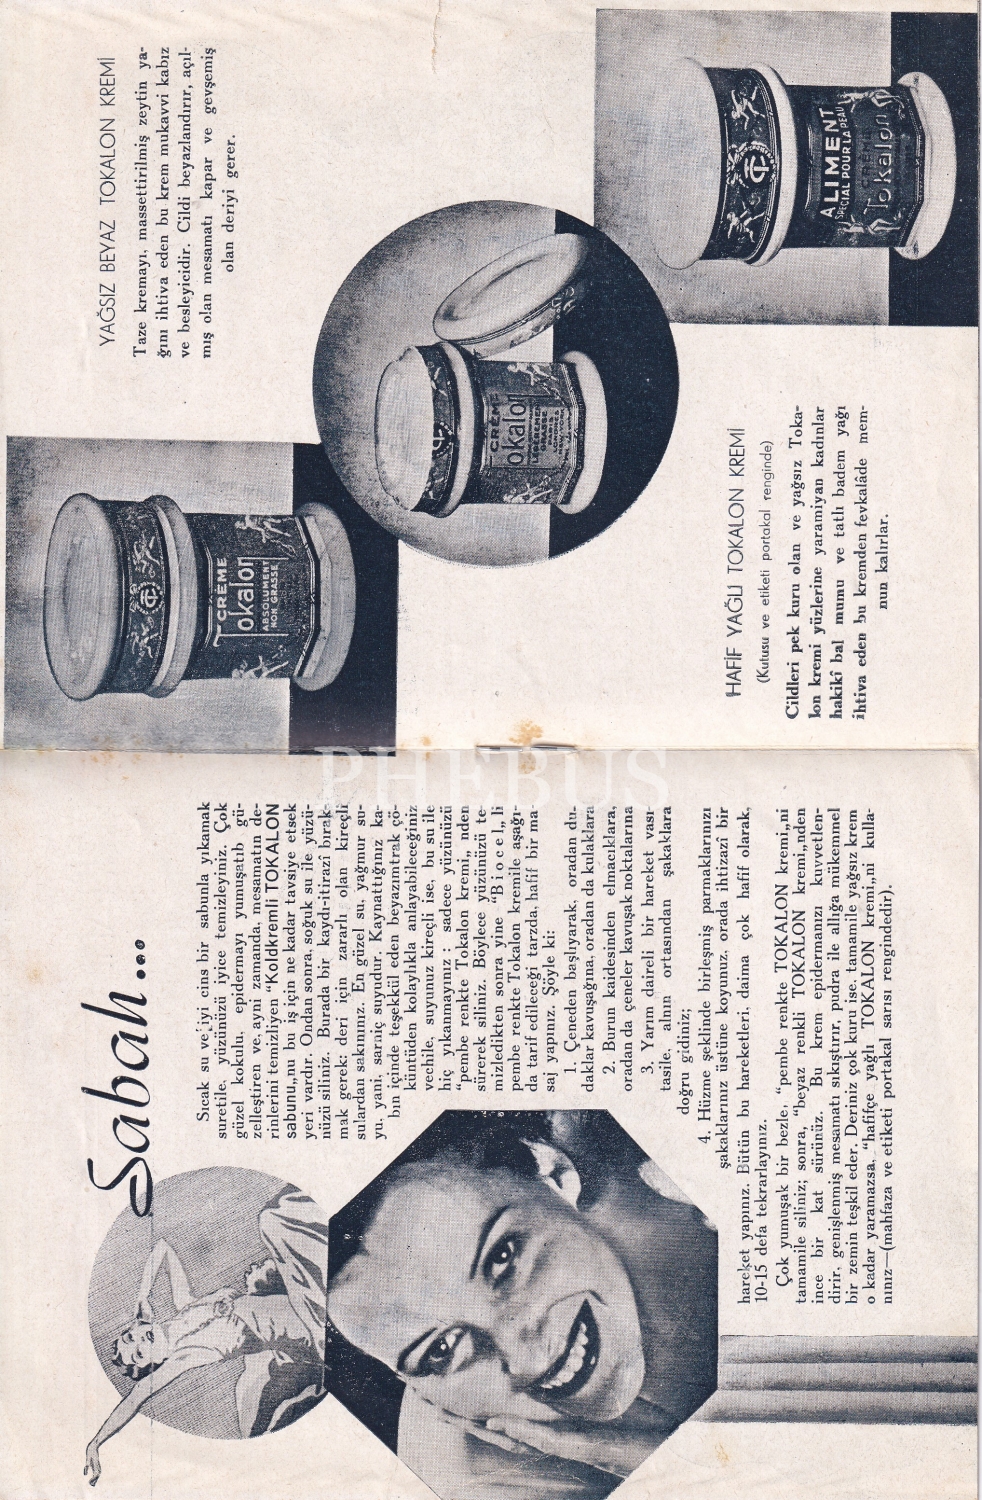 Sabah...
Sıcak su ve iyi cins bir sabunla yıkamak
suretile, yüzünüzü iyice temizleyiniz. Çok
güzel kokulu, epidermayı yumuşatıb gü-
zelleştiren ve, ayni zamanda, mesamatın de-
rinlerini temizliyen "Koldkremli TOKALON
sabunu„nu bu iş için ne kadar tavsiye etsek
yeri vardır. Ondan sonra, soğuk su ile yüzü-
nüzü siliniz. Burada bir kaydı-itirazî bırak-
mak gerek: deri için zararlı olan kireçli
sulardan sakınınız. En güzel su, yağmur su-
yu, yani, sarnıç suyudur. Kaynattığınız ka-
bın içinde teşekkül eden beyazımtrak çö-
küntüden kolaylıkla anlayabileceğiniz
vechile, suyunuz kireçli ise, bu su ile
hiç yıkanmayınız; sadece yüzünüzü
"pembe renkte Tokalon kremi„ nden
sürerek siliniz. Böylece yüzünüzü te-
mizledikten sonra yine "Biocel„li
pembe renkte Tokalon kremile aşağı-
da tarif edileceği tarzda, hafif bir ma
saj yapınız. Şöyle ki:
1. Çeneden başlıyarak, oradan du-
daklar kavuşağına, oradan da kulaklara
2. Burun kaidesinden elmacıklara,
oradan da çeneler kavuşak noktalarına
3. Yarım daireli bir hareket vası-
tasile, alnın ortasından şakaklara
doğru gidiniz;
4. Hüzme şeklinde birleşmiş parmaklarınızı
şakaklarınız üstüne koyunuz, orada ihtizazî bir
hareket yapınız. Bütün bu hareketleri, daima çok hafif olarak,
10-15 defa tekrarlayınız.
Çok yumuşak bir bezle, "pembe renkte TOKALON kremi„ni
tamamile siliniz; sonra, "beyaz renkli TOKALON kremi„nden
ince bir kat sürünüz. Bu krem epidermanızı kuvvetlen-
dirir, genişlenmiş mesamatı sıkıştırır, pudra ile allığa mükemmel
bir zemin teşkil eder. Deriniz çok kuru ise, tamamile yağsız krem
o kadar yaramazsa, "hafifçe yağlı TOKALON kremi„ni kulla-
nınız—(mahfaza ve etiketi portakal sarısı rengindedir).
CRÈME
Tokalon
ABSOLUMENT
NON GRASSE
YAĞSIZ BEYAZ TOKALON KREMİ
Taze kremayı, massettirilmiş zeytin ya-
ğını ihtiva eden bu krem mukavvi kabız
ve besleyicidir. Cildi beyazlandırır, açıl-
mış olan mesamatı kapar ve gevşemiş
olan deriyi gerer.
CRÈME
Tokalon
LÉGÈREMENT
GRASSE
PARIS
LONDRES
NEW-YORK
HAFİF YAĞLI TOKALON KREMİ
(Kutusu ve etiketi portakal renginde)
Cildleri pek kuru olan ve yağsız Toka-
lon kremi yüzlerine yaramiyan kadınlar
hakikî bal mumu ve tatlı badem yağı
ihtiva eden bu kremden fevkalâde mem-
nun kalırlar.
ALIMENT
SPÉCIAL POUR LA PEAU
CRÈME
Tokalon
PHEBUS